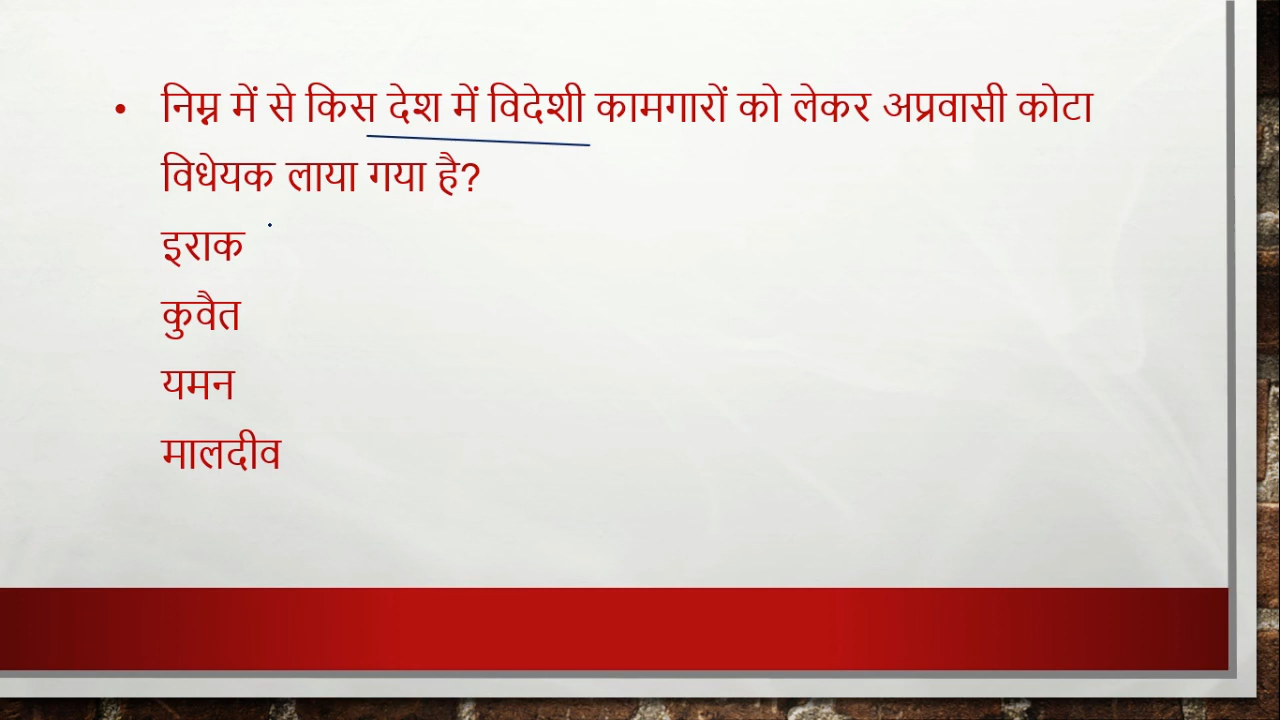 • निम्न में से किस देश में विदेशी कामगारों को लेकर अप्रवासी कोटा
विधेयक लाया गया है?
इराक
कुवैत
यमन
मालदीव